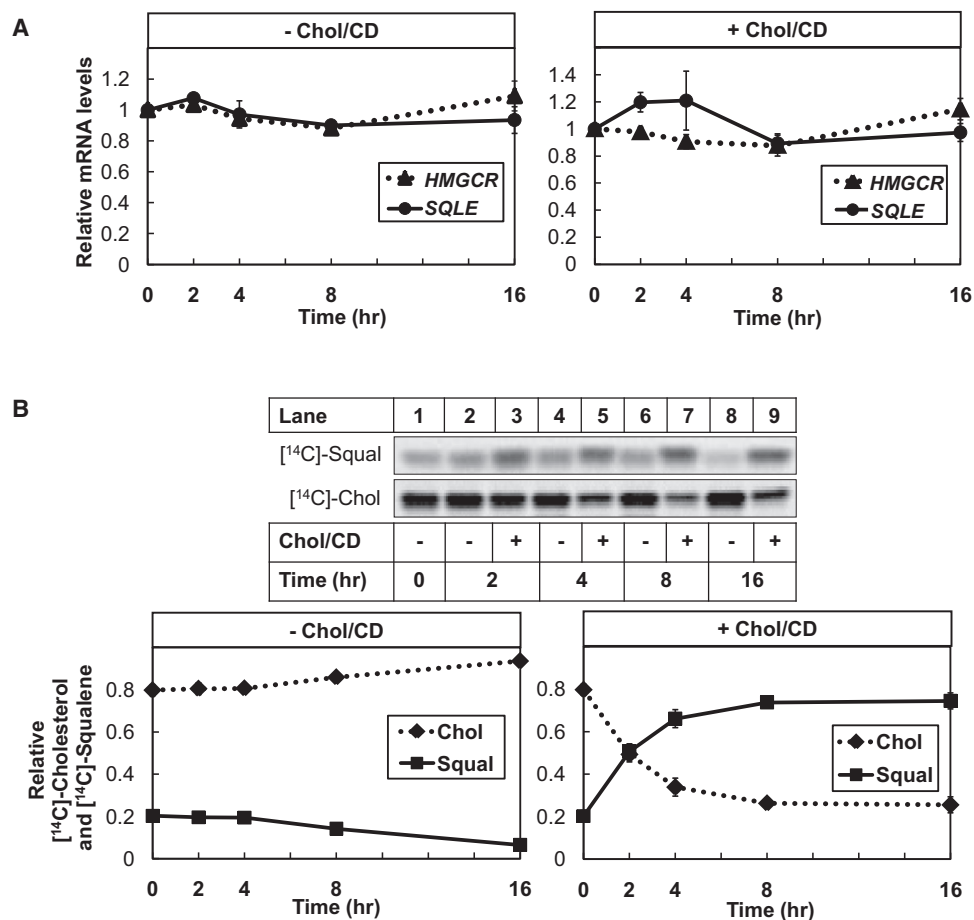 A
- Chol/CD
Relative mRNA levels
1.2
1
0.8
0.6
0.4
0.2
0
HMGCR
SQLE
0 2 4 8 16
Time (hr)
+ Chol/CD
1.4
1.2
1
0.8
0.6
0.4
0.2
0
HMGCR
SQLE
0 2 4 8 16
Time (hr)
B
Lane 1 2 3 4 5 6 7 8 9
[¹⁴C]-Squal
[¹⁴C]-Chol
Chol/CD - - + - + - + - +
Time (hr) 0 2 4 8 16
- Chol/CD
Relative
[¹⁴C]-Cholesterol
and [¹⁴C]-Squalene
0.8
0.6
0.4
0.2
0
Chol
Squal
0 2 4 8 16
Time (hr)
+ Chol/CD
0.8
0.6
0.4
0.2
0
Chol
Squal
0 2 4 8 16
Time (hr)